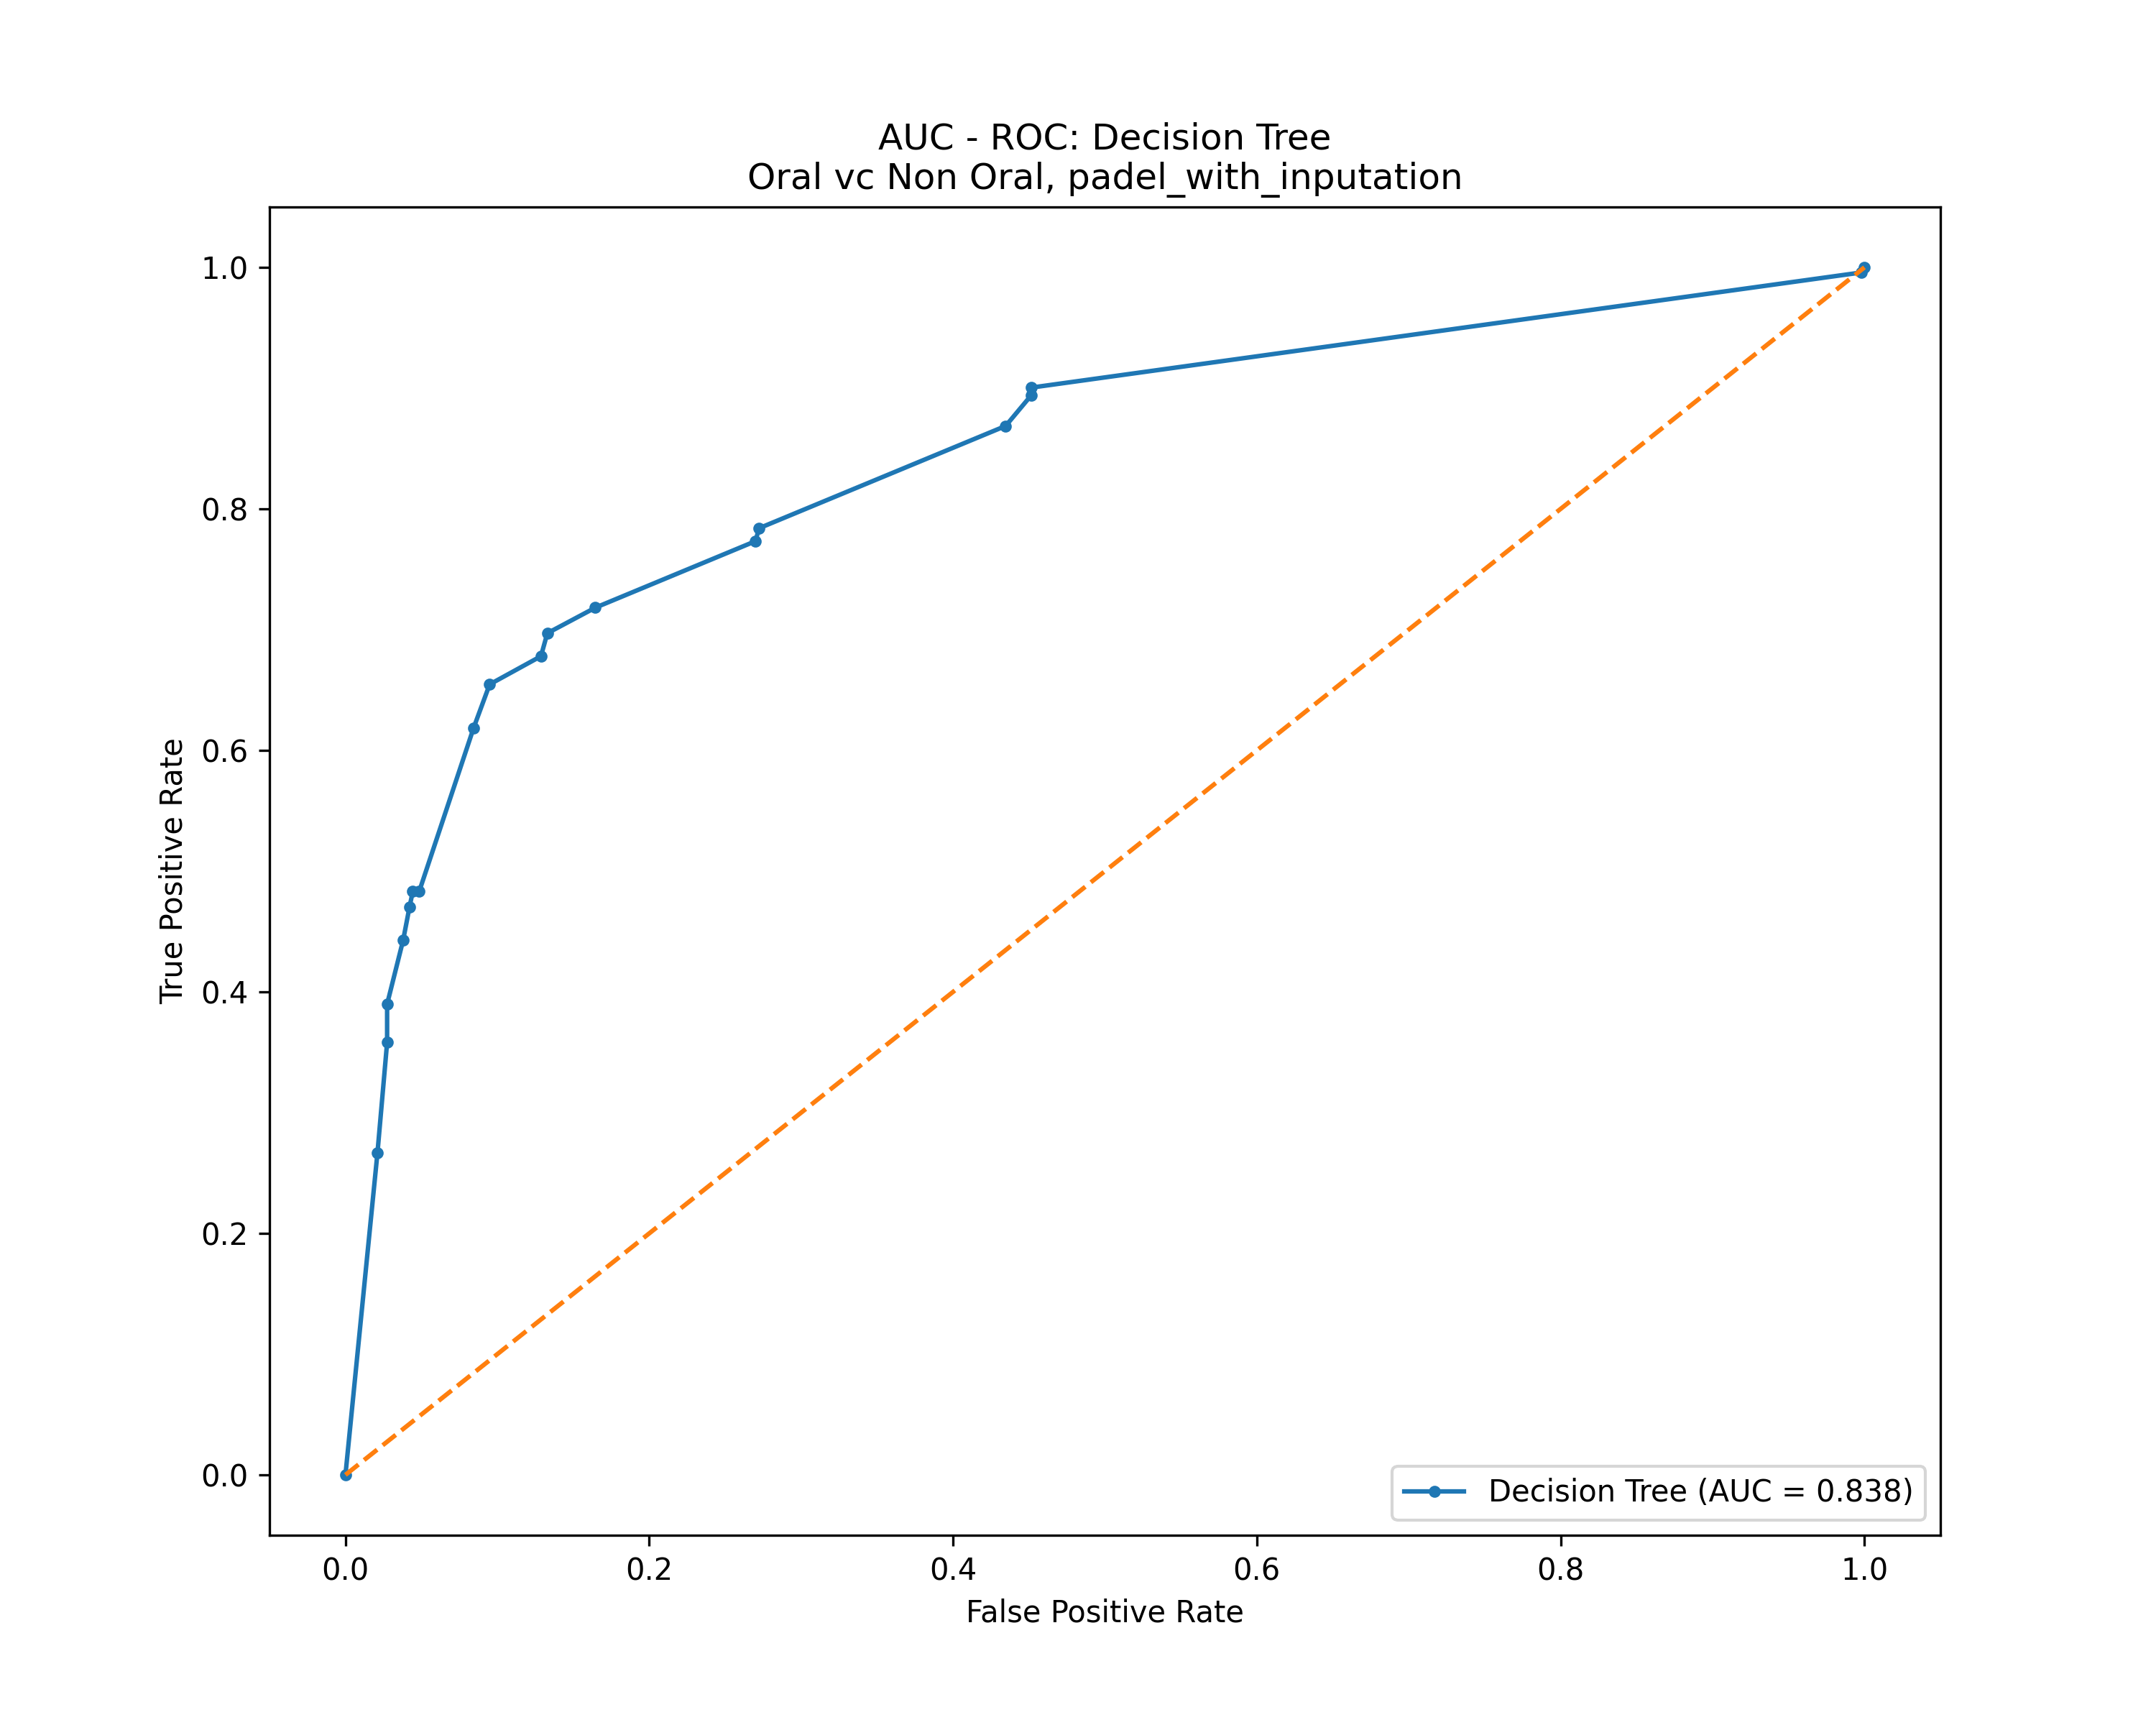 AUC - ROC: Decision Tree
Oral vc Non Oral, padel_with_inputation
1.0
0.8
0.6
0.4
0.2
0.0
True Positive Rate
0.0 0.2 0.4 0.6 0.8 1.0
False Positive Rate
Decision Tree (AUC = 0.838)